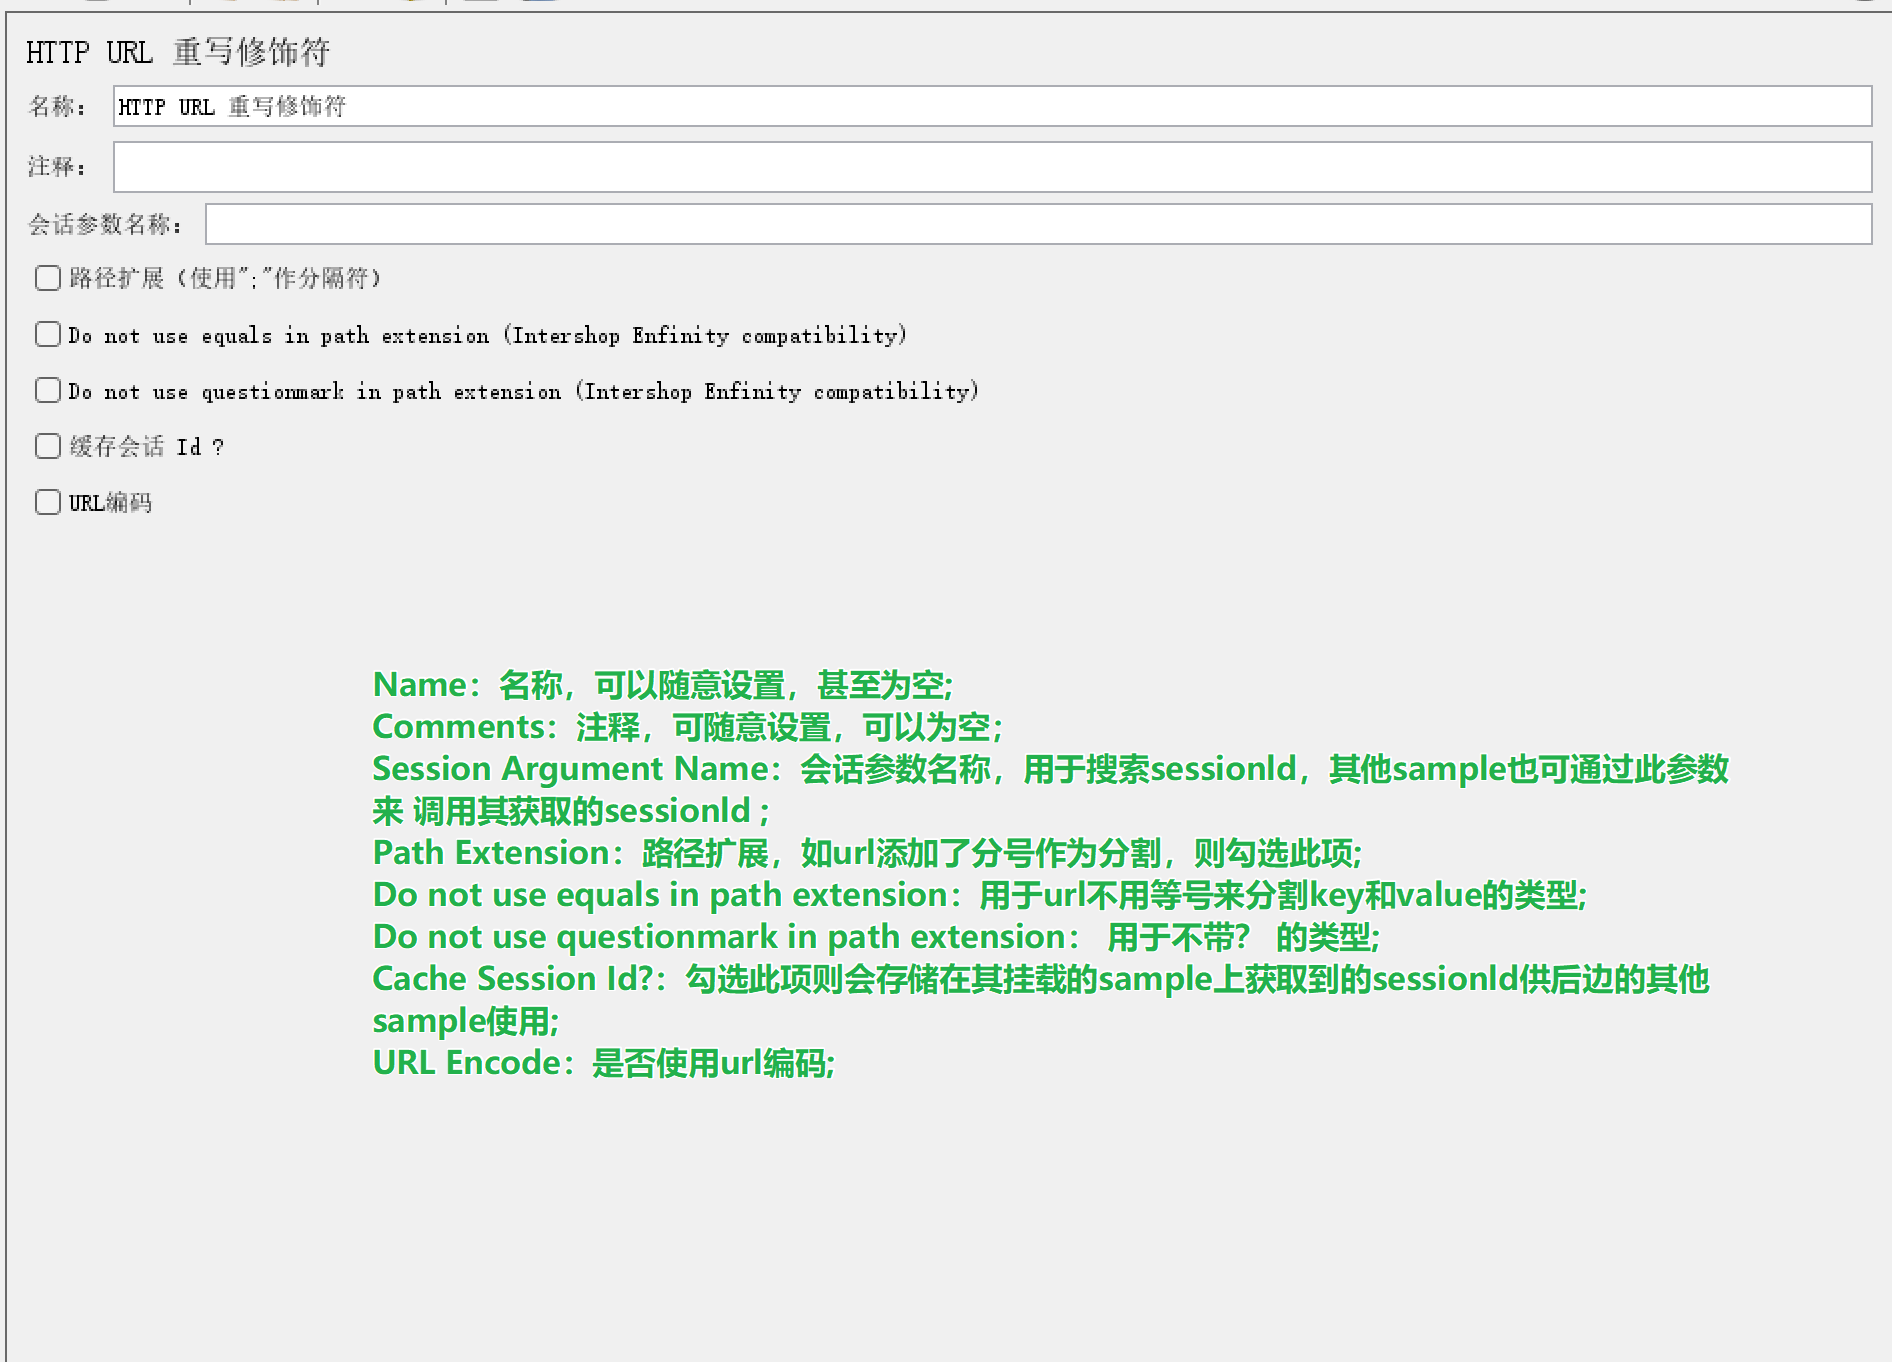 HTTP URL 重写修饰符
名称： HTTP URL 重写修饰符
注释：
会话参数名称：
路径扩展（使用";"作分隔符）
Do not use equals in path extension (Intershop Enfinity compatibility)
Do not use questionmark in path extension (Intershop Enfinity compatibility)
缓存会话 Id ?
URL编码
Name：名称，可以随意设置，甚至为空;
Comments：注释，可随意设置，可以为空；
Session Argument Name：会话参数名称，用于搜索sessionId，其他sample也可通过此参数
来 调用其获取的sessionId ;
Path Extension：路径扩展，如url添加了分号作为分割，则勾选此项;
Do not use equals in path extension：用于url不用等号来分割key和value的类型;
Do not use questionmark in path extension： 用于不带？ 的类型;
Cache Session Id?：勾选此项则会存储在其挂载的sample上获取到的sessionId供后边的其他
sample使用;
URL Encode：是否使用url编码;